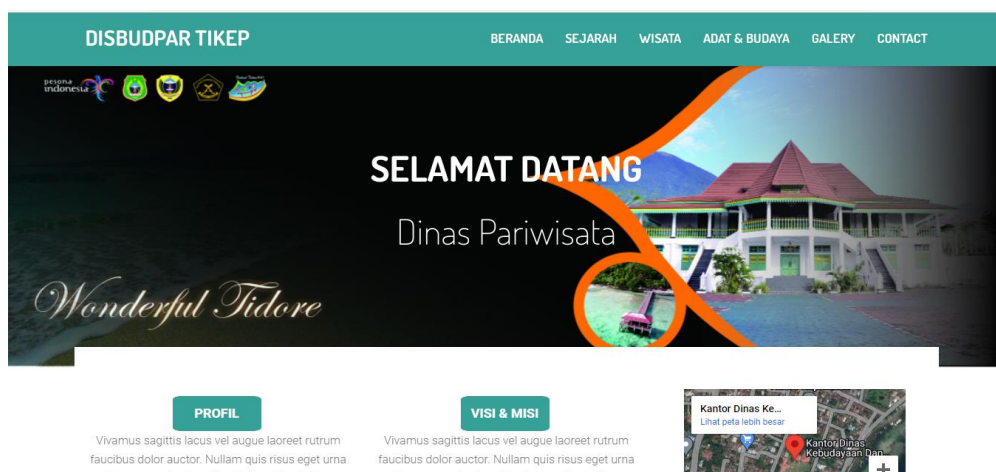 DISBUDPAR TIKEP
BERANDA SEJARAH WISATA ADAT & BUDAYA GALERY CONTACT
pesona
indonesia
SELAMAT DATANG
Dinas Pariwisata
Wonderful Tidore
PROFIL
Vivamus sagittis lacus vel augue laoreet rutrum
faucibus dolor auctor. Nullam quis risus eget urna
VISI & MISI
Vivamus sagittis lacus vel augue laoreet rutrum
faucibus dolor auctor. Nullam quis risus eget urna
Kantor Dinas Ke...
Lihat peta lebih besar
Kantor Dinas
Kebudayaan Dan